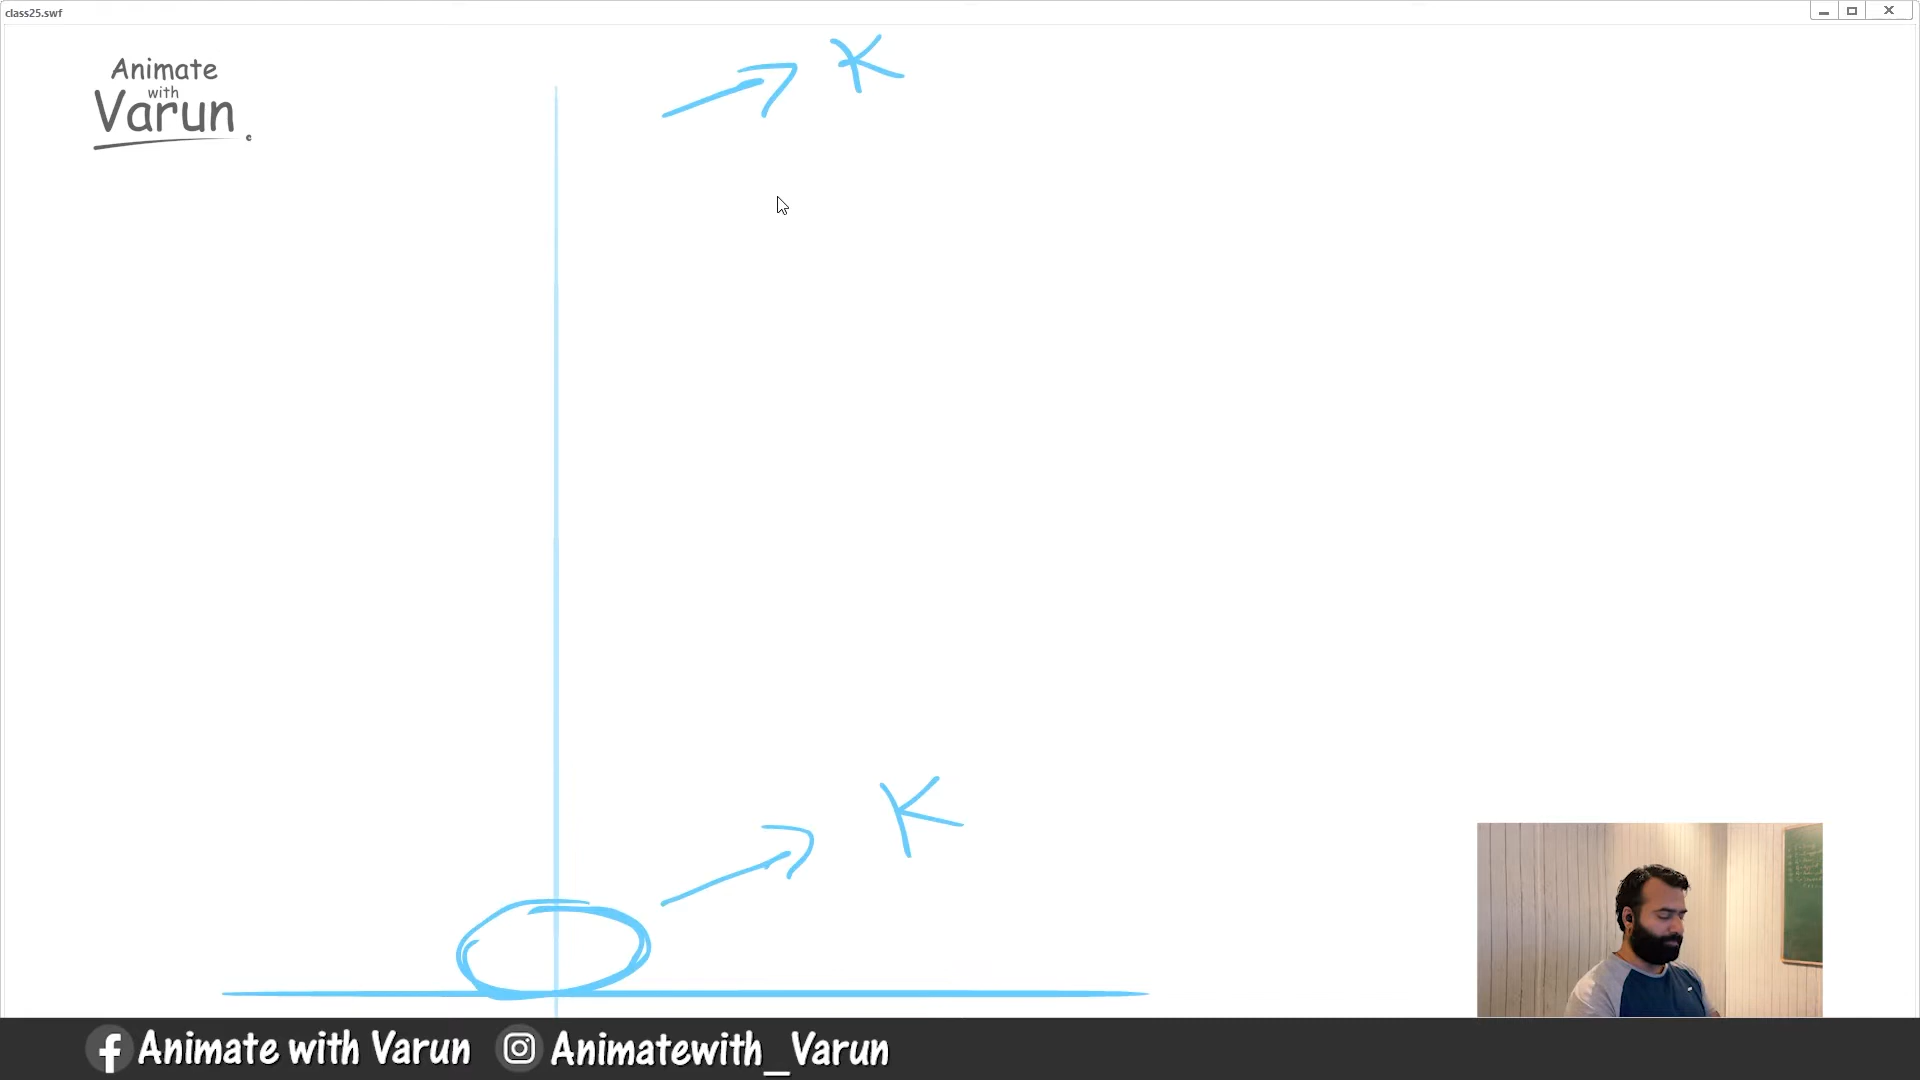 class25.swf
K
Animate
with
Varun
K
Animate with Varun Animatewith_Varun